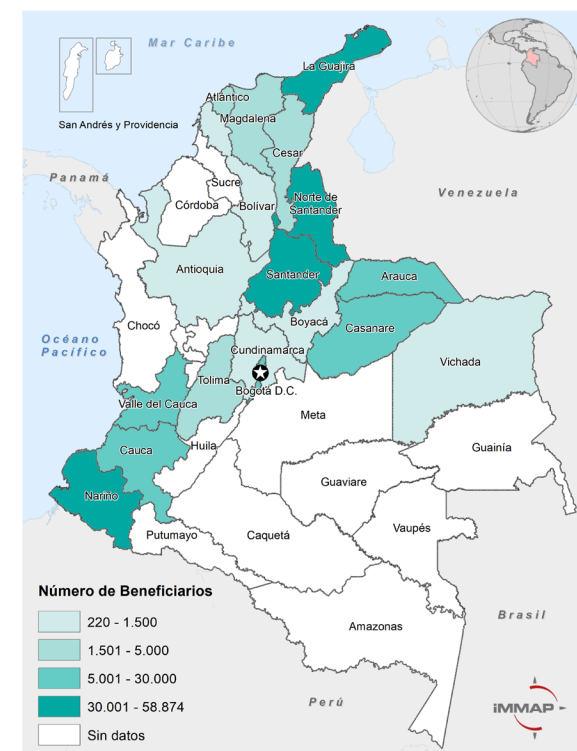 Mar Caribe
La Guajira
Atlántico
Magdalena
San Andrés y Providencia
Cesar
Panamá
Sucre
Venezuela
Norte de
Santander
Córdoba
Bolívar
Antioquia
Santander
Arauca
Chocó
Boyacá
Casanare
Océano
Pacífico
Cundinamarca
Vichada
Tolima
Bogotá D.C.
Valle del Cauca
Meta
Huila
Cauca
Guainía
Guaviare
Nariño
Vaupés
Putumayo
Caquetá
Número de Beneficiarios
220 - 1.500
Brasil
Amazonas
1.501 - 5.000
5.001 - 30.000
Perú
30.001 - 58.874
iMMAP
Sin datos